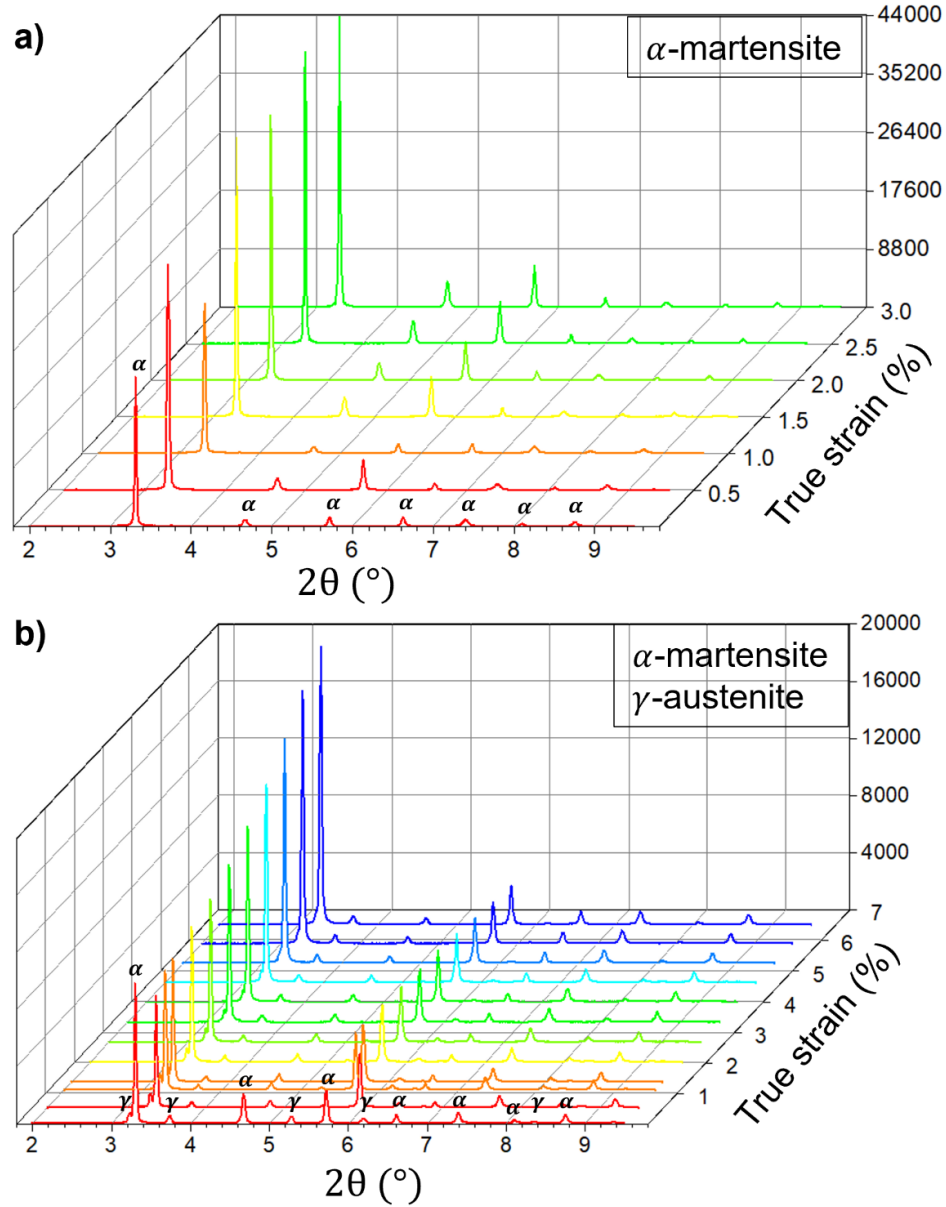 a)
α-martensite
44000
35200
26400
17600
8800
3.0
2.5
2.0
1.5
1.0
0.5
True strain (%)
α
α α α α α α
2 3 4 5 6 7 8 9
2θ (°)
b)
α-martensite
γ-austenite
20000
16000
12000
8000
4000
7
6
5
4
3
2
1
True strain (%)
α
γ γ α γ α γ α α α γ α
2 3 4 5 6 7 8 9
2θ (°)